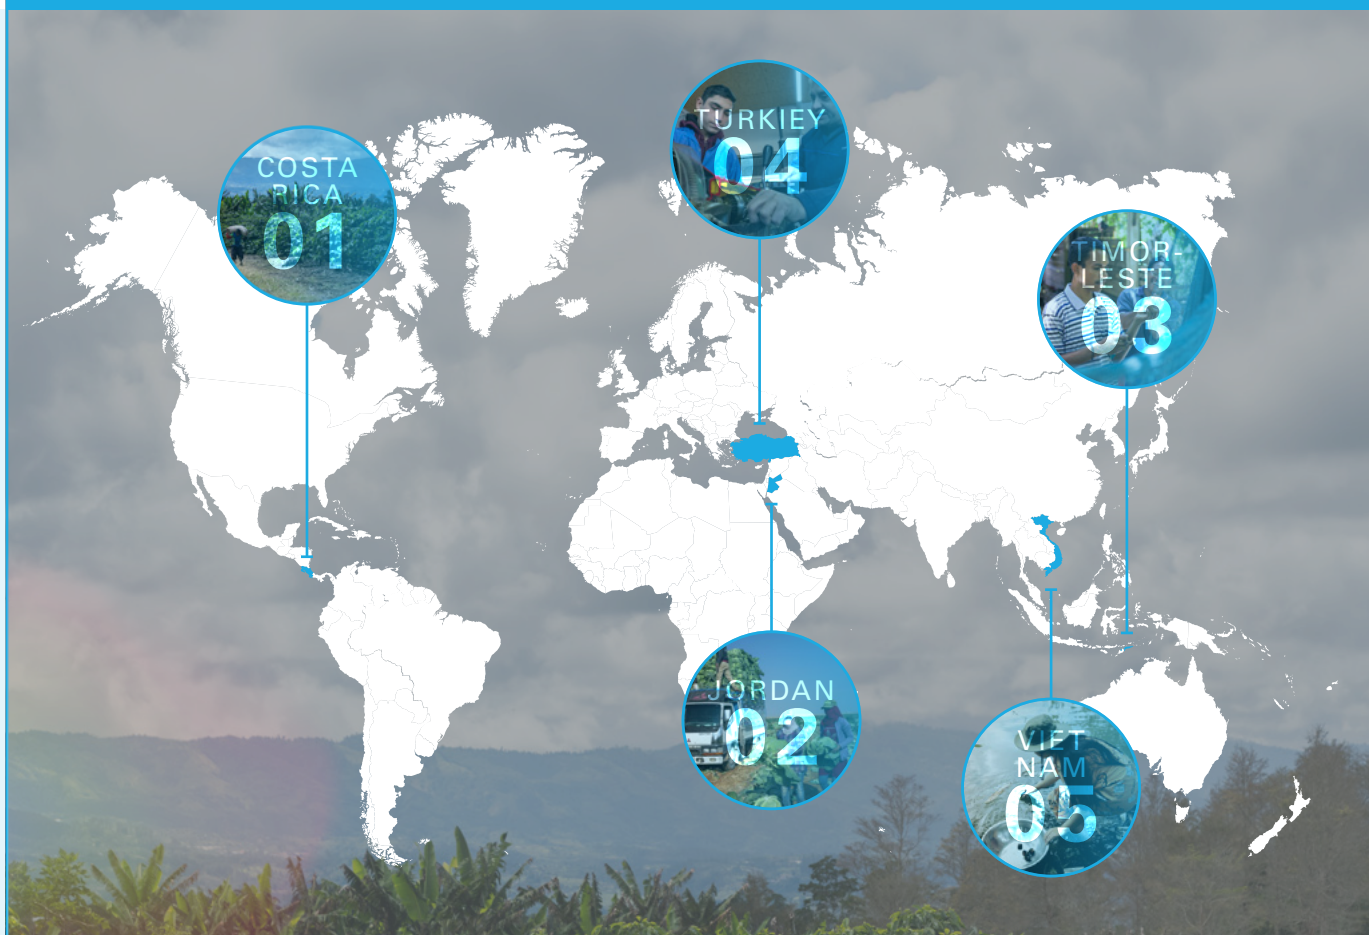 COSTA
RICA
01
TURKIEY
04
TIMOR-
LESTE
03
JORDAN
02
VIET
NAM
05